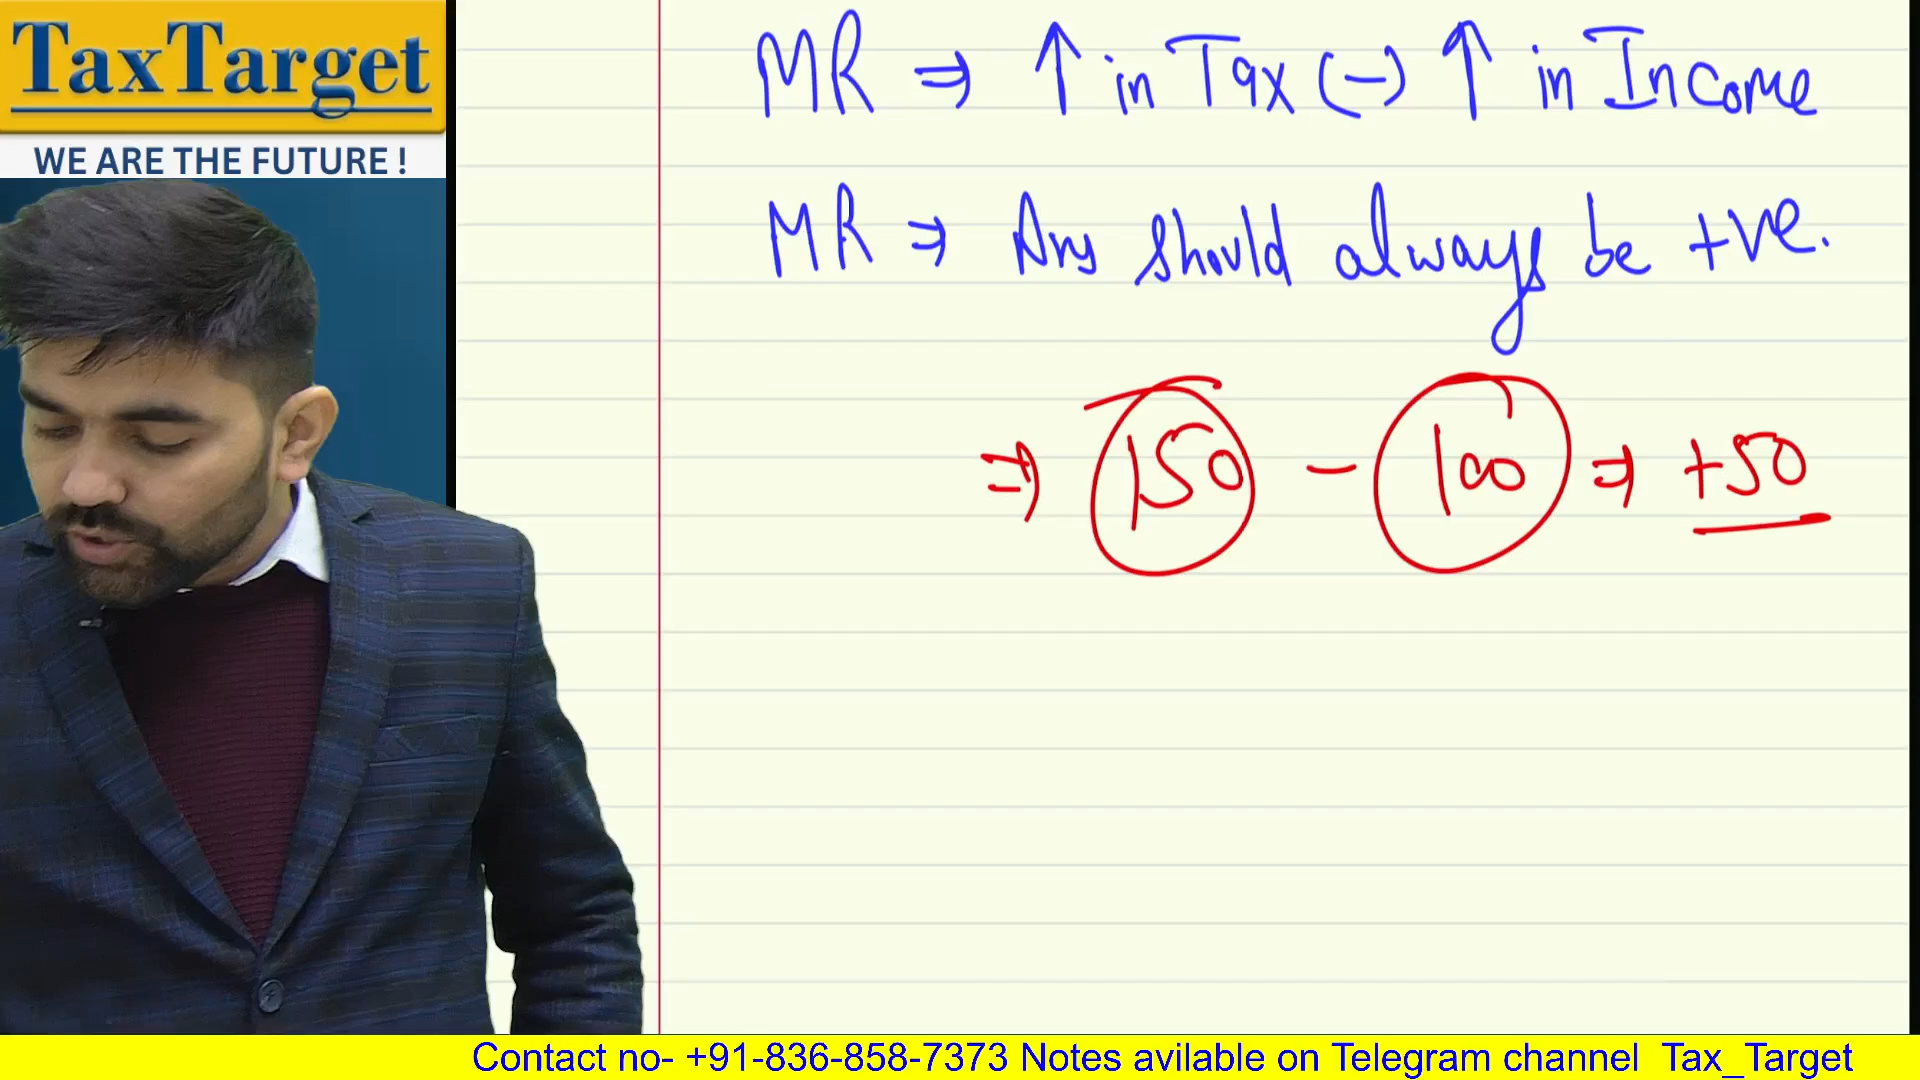 TaxTarget
WE ARE THE FUTURE !
MR ⇒ ↑ in Tax (-) ↑ in Income
MR ⇒ Ans should always be +ve.
⇒ 150 - 100 ⇒ +50
Contact no- +91-836-858-7373 Notes avilable on Telegram channel Tax_Target